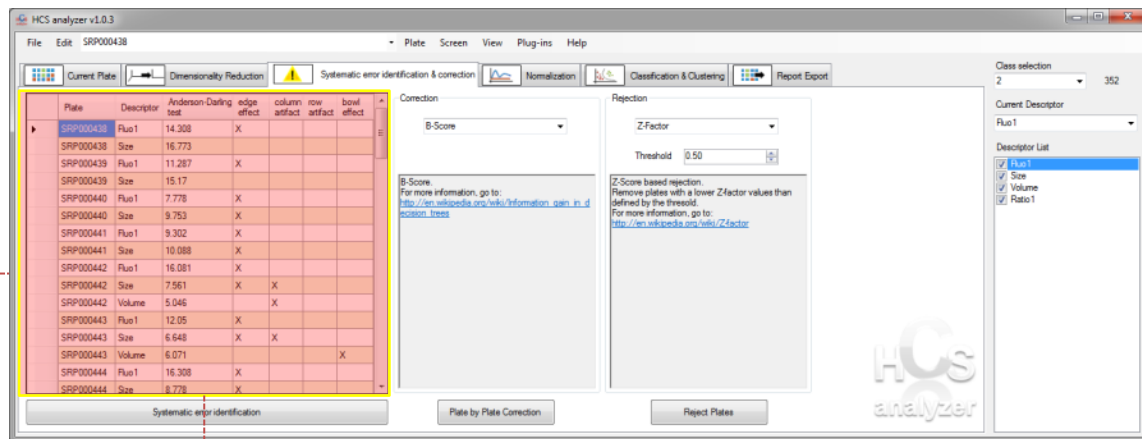 HCS analyzer v1.0.3
File Edit SRP000438 Plate Screen View Plug-ins Help
Current Plate Dimensionality Reduction Systematic error identification & correction Normalization Classification & Clustering Report Export
Plate Descriptor Anderson-Darling test edge effect column artifact row artifact bowl effect
SRP000438 Fluo1 14.308 X
SRP000438 Size 16.773
SRP000439 Fluo1 11.287 X
SRP000439 Size 15.17
SRP000440 Fluo1 7.778 X
SRP000440 Size 9.753 X
SRP000441 Fluo1 9.302 X
SRP000441 Size 10.088 X
SRP000442 Fluo1 16.081 X
SRP000442 Size 7.561 X X
SRP000442 Volume 5.046 X
SRP000443 Fluo1 12.05 X
SRP000443 Size 6.648 X X
SRP000443 Volume 6.071 X
SRP000444 Fluo1 16.308 X
SRP000444 Size 8.778 X
Systematic error identification
Correction
B-Score
B-Score.
For more information, go to:
http://en.wikipedia.org/wiki/Information_gain_in_d
ecision_trees
Plate by Plate Correction
Rejection
Z-Factor
Threshold 0.50
Z-Score based rejection.
Remove plates with a lower Z-factor values than
defined by the thresold.
For more information, go to:
http://en.wikipedia.org/wiki/Z-factor
Reject Plates
HCS
analyzer
Class selection
2 352
Current Descriptor
Fluo1
Descriptor List
Fluo1
Size
Volume
Ratio1